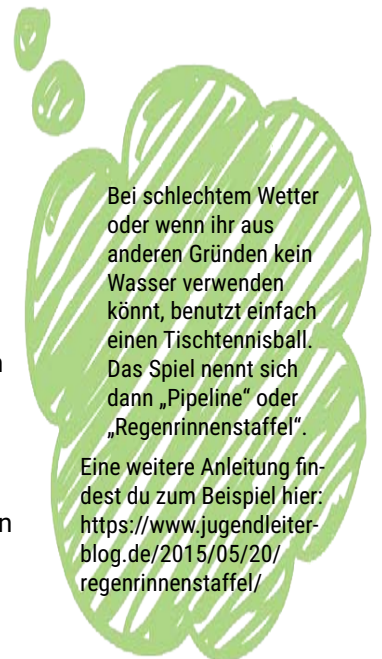 Bei schlechtem Wetter
oder wenn ihr aus
anderen Gründen kein
Wasser verwenden
könnt, benutzt einfach
einen Tischtennisball.
Das Spiel nennt sich
dann „Pipeline“ oder
„Regenrinnenstaffel“.
Eine weitere Anleitung fin-
dest du zum Beispiel hier:
https://www.jugendleiter-
blog.de/2015/05/20/
regenrinnenstaffel/